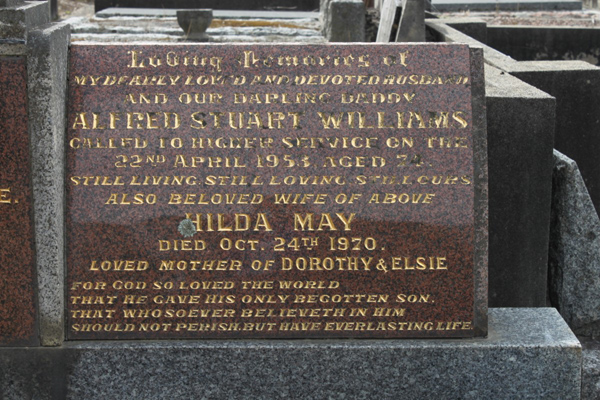 Loving Memories of
MY DEARLY LOVED AND DEVOTED HUSBAND
AND OUR DARLING DADDY
ALFRED STUART WILLIAMS
CALLED TO HIGHER SERVICE ON THE
22ND APRIL 1953, AGED
STILL LIVING, STILL LOVING, STILL OURS
ALSO BELOVED WIFE OF ABOVE
HILDA MAY
DIED OCT. 24TH 1970.
LOVED MOTHER OF DOROTHY & ELSIE
FOR GOD SO LOVED THE WORLD
THAT HE GAVE HIS ONLY BEGOTTEN SON.
THAT WHOSOEVER BELIEVETH IN HIM
SHOULD NOT PERISH, BUT HAVE EVERLASTING LIFE.
E.